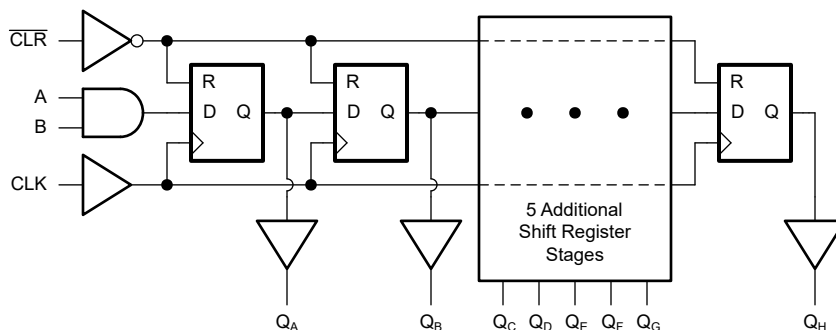 CLR
R
R
R
A
B
D Q
D Q
D Q
CLK
5 Additional
Shift Register
Stages
QA
QB
QC
QD
QE
QF
QG
QH